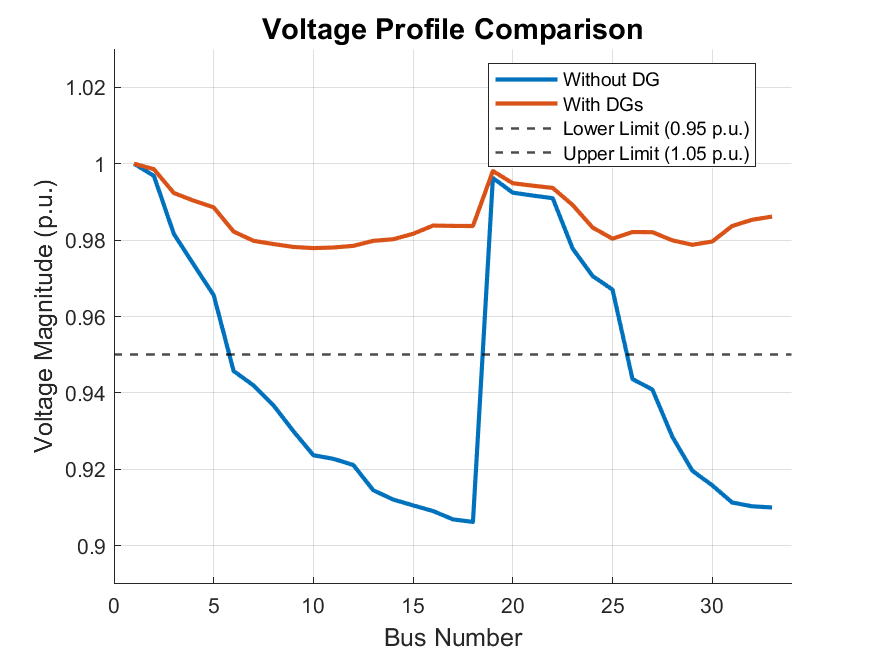 Voltage Profile Comparison
Without DG
With DGs
Lower Limit (0.95 p.u.)
Upper Limit (1.05 p.u.)
Voltage Magnitude (p.u.)
1.02
1
0.98
0.96
0.94
0.92
0.9
0 5 10 15 20 25 30
Bus Number